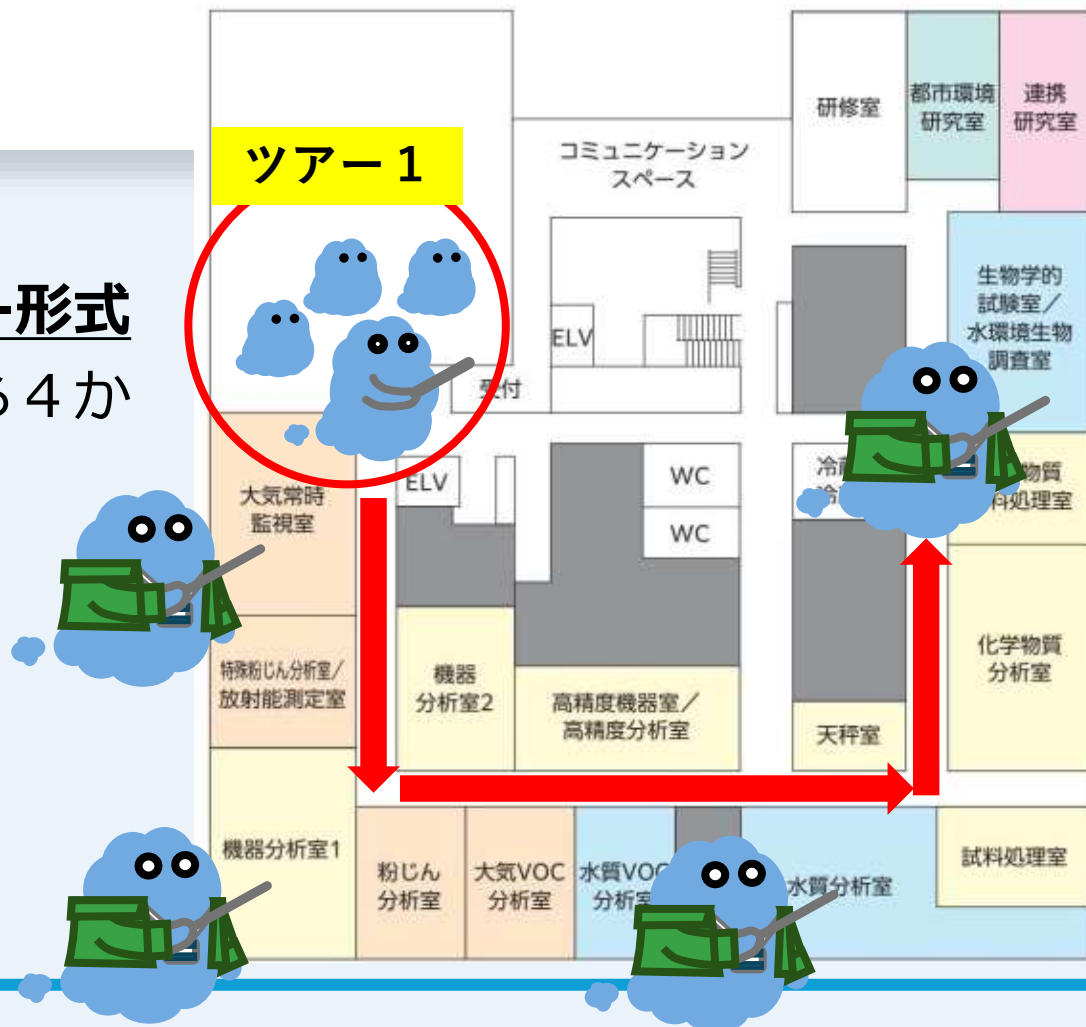 ツアー１
ー形式
ら４か
コミュニケーション
スペース
研修室
都市環境
研究室
連携
研究室
ELV
受付
生物学的
試験室／
水環境生物
調査室
大気常時
監視室
ELV
WC
WC
物質
処理室
特殊粉じん分析室／
放射能測定室
機器
分析室2
高精度機器室／
高精度分析室
天秤室
化学物質
分析室
機器分析室1
粉じん
分析室
大気VOC
分析室
水質VOC
分析室
水質分析室
試料処理室